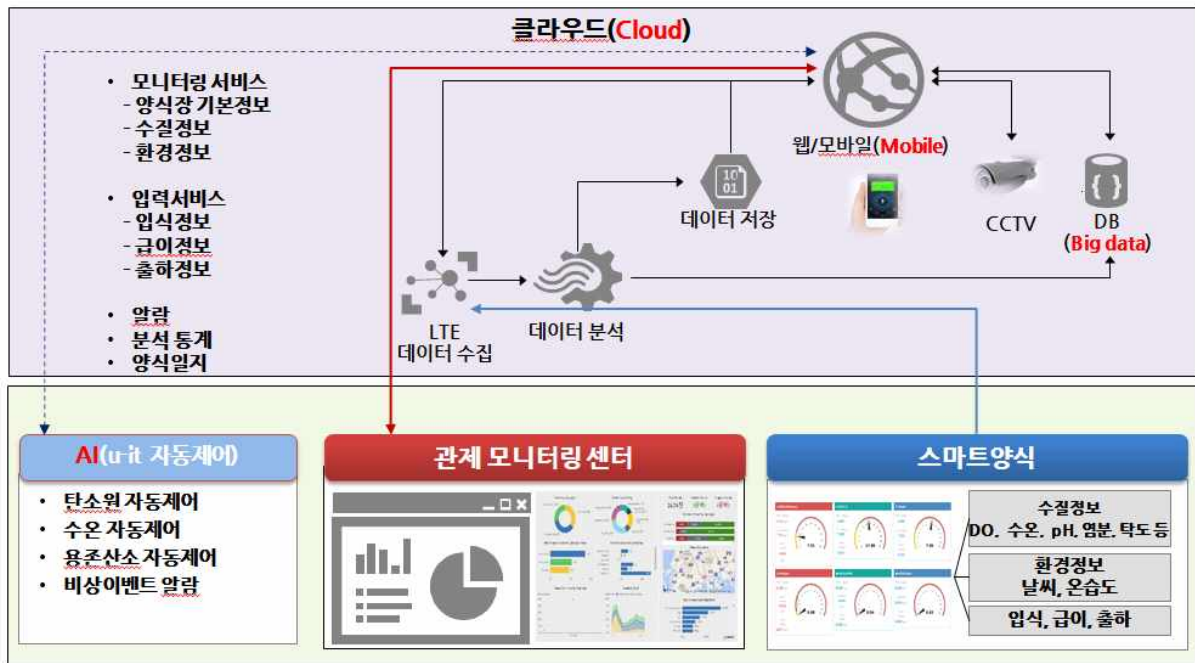 클라우드(Cloud)
• 모니터링 서비스
- 양식장 기본정보
- 수질정보
- 환경정보
• 입력서비스
- 입식정보
- 급이정보
- 출하정보
• 알람
• 분석 통계
• 양식일지
웹/모바일(Mobile)
10
01
데이터 저장
CCTV
DB
(Big data)
LTE
데이터 수집
데이터 분석
AI(u-it 자동제어)
• 탄소원 자동제어
• 수온 자동제어
• 용존산소 자동제어
• 비상이벤트 알람
관제 모니터링 센터
스마트양식
수질정보
DO, 수온, pH, 염분, 탁도 등
환경정보
날씨, 온습도
입식, 급이, 출하